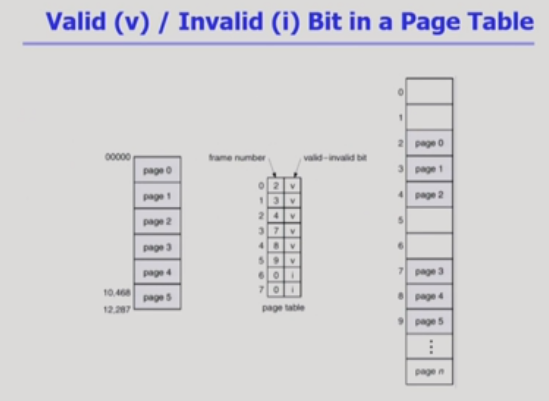 Valid (v) / Invalid (i) Bit in a Page Table
00000
page 0
page 1
page 2
page 3
page 4
10,468
page 5
12,287
frame number
valid–invalid bit
0 2 v
1 3 v
2 4 v
3 7 v
4 8 v
5 9 v
6 0 i
7 0 i
page table
0
1
2 page 0
3 page 1
4 page 2
5
6
7 page 3
8 page 4
9 page 5
⋮
page n